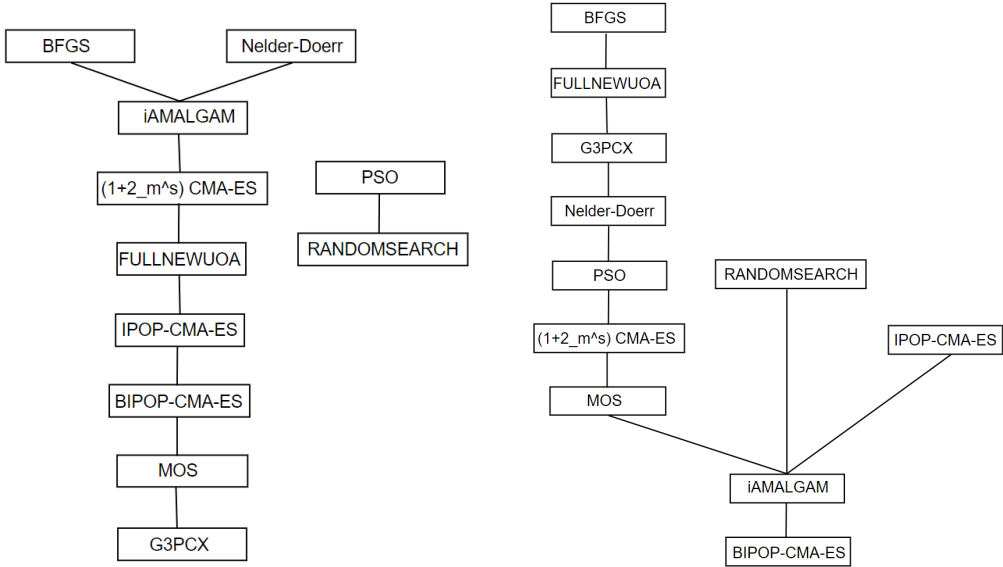 BFGS
Nelder-Doerr
iAMALGAM
(1+2_m^s) CMA-ES
FULLNEWUOA
IPOP-CMA-ES
BIPOP-CMA-ES
MOS
G3PCX
PSO
RANDOMSEARCH
BFGS
FULLNEWUOA
G3PCX
Nelder-Doerr
PSO
(1+2_m^s) CMA-ES
MOS
RANDOMSEARCH
IPOP-CMA-ES
iAMALGAM
BIPOP-CMA-ES